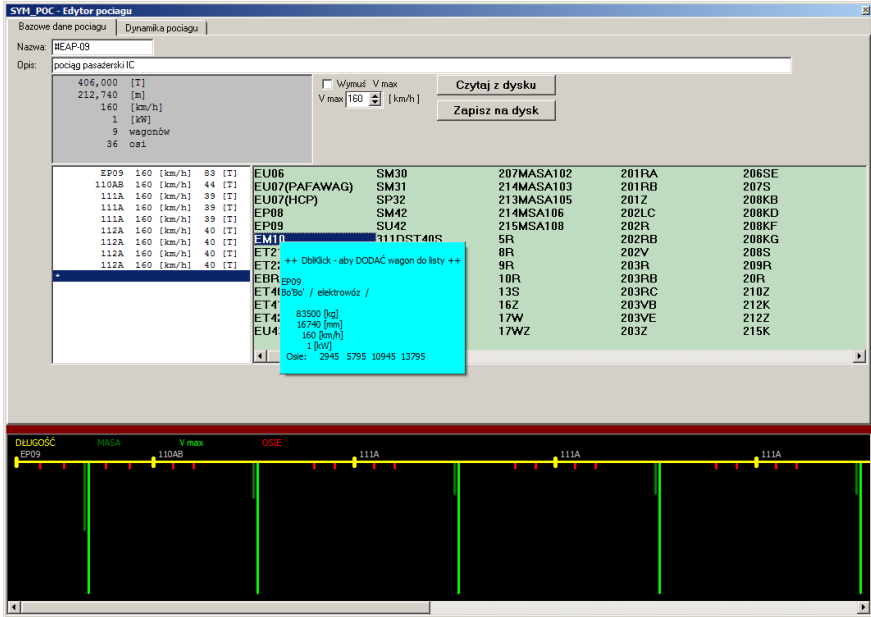 SYM_POC - Edytor pociagu
Bazowe dane pociagu Dynamika pociagu
Nazwa: #EAP-09
Opis: pociąg pasażerski IC
406,000 [T]
212,740 [m]
160 [km/h]
1 [kW]
9 wagonów
36 osi
Wymuś V max
V max 160 [ km/h ]
Czytaj z dysku
Zapisz na dysk
EP09 160 [km/h] 83 [T]
110AB 160 [km/h] 44 [T]
111A 160 [km/h] 39 [T]
111A 160 [km/h] 39 [T]
111A 160 [km/h] 39 [T]
112A 160 [km/h] 40 [T]
112A 160 [km/h] 40 [T]
112A 160 [km/h] 40 [T]
112A 160 [km/h] 40 [T]
*
EU06 SM30 207MASA102 201RA 206SE
EU07(PAFAWAG) SM31 214MASA103 201RB 207S
EU07(HCP) SP32 213MASA105 201Z 208KB
EP08 SM42 214MSA106 202LC 208KD
EP09 SU42 215MSA108 202R 208KF
EM10 311DST40S 5R 202RB 208KG
8R 202V 208S
9R 203R 209R
EBR 10R 203RB 20R
13S 203RC 210Z
16Z 203VB 212K
17W 203VE 212Z
17WZ 203Z 215K
++ DblKlick - aby DODAĆ wagon do listy ++
EP09
Bo'Bo' / elektrowóz /
83500 [kg]
16740 [mm]
160 [km/h]
1 [kW]
Osie: 2945 5795 10945 13795
DŁUGOŚĆ MASA V max OSIE
EP09 110AB 111A 111A 111A